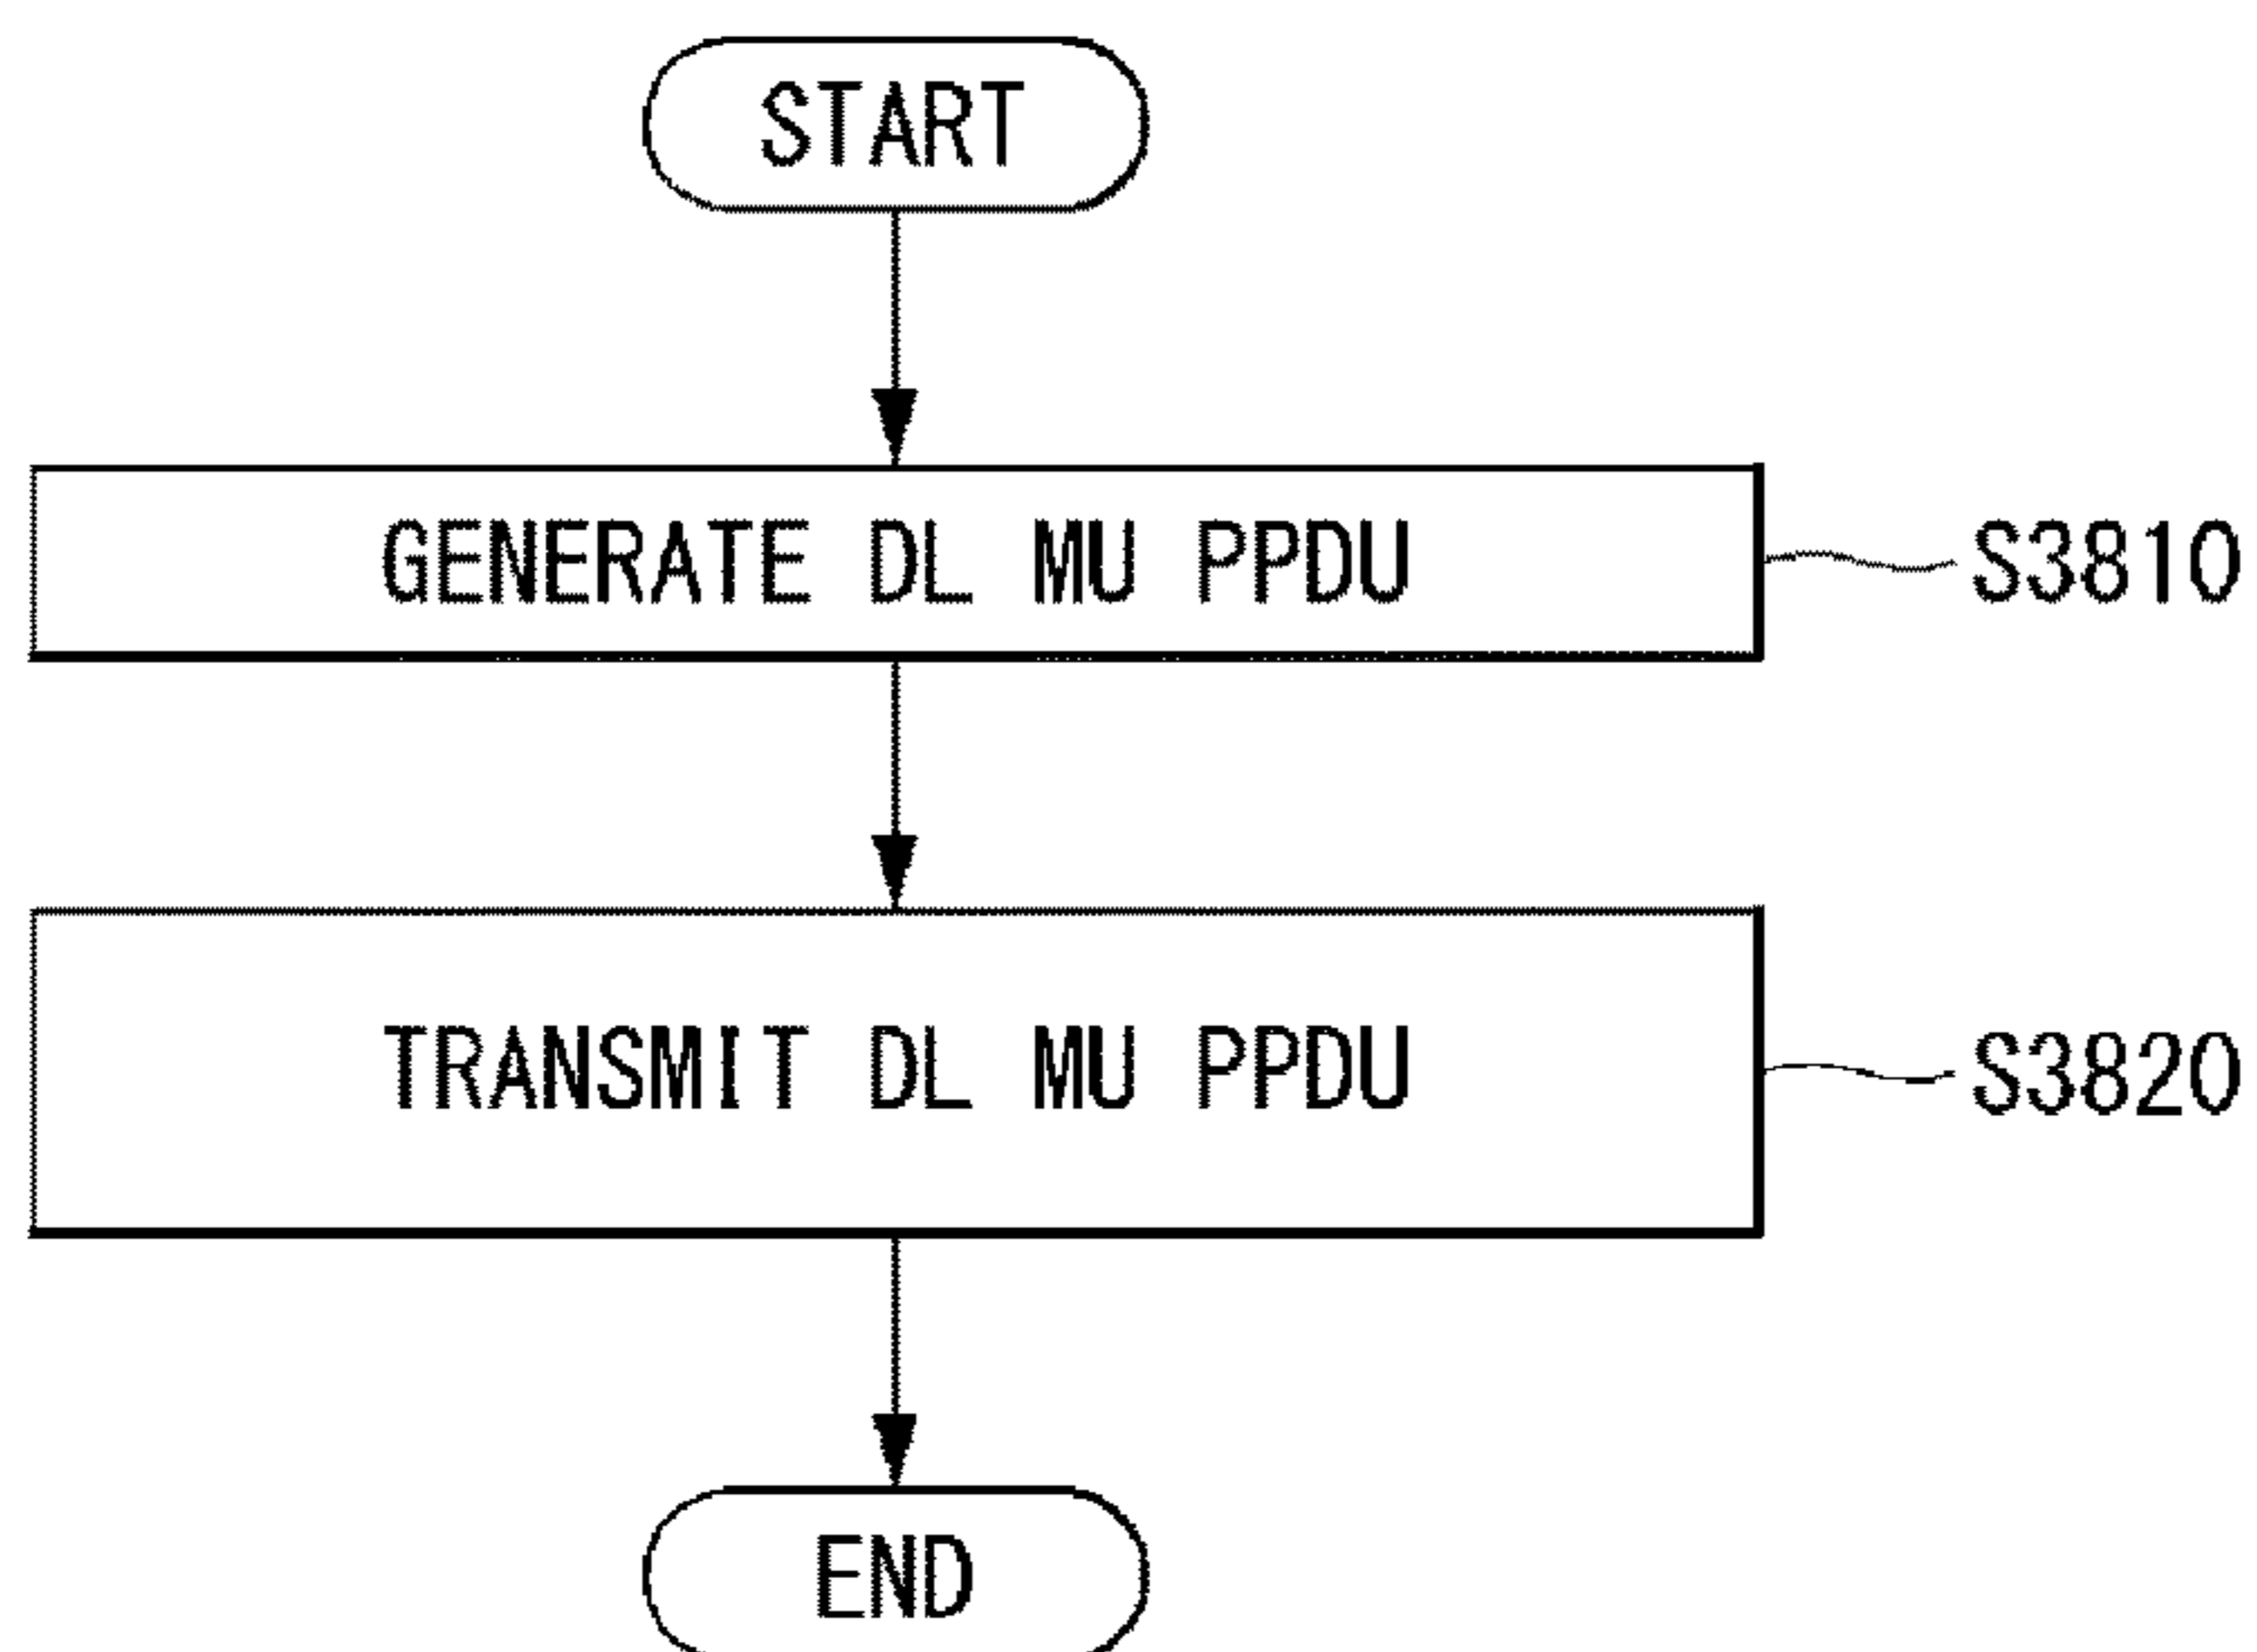 START
GENERATE DL MU PPDU
S3810
TRANSMIT DL MU PPDU
S3820
END